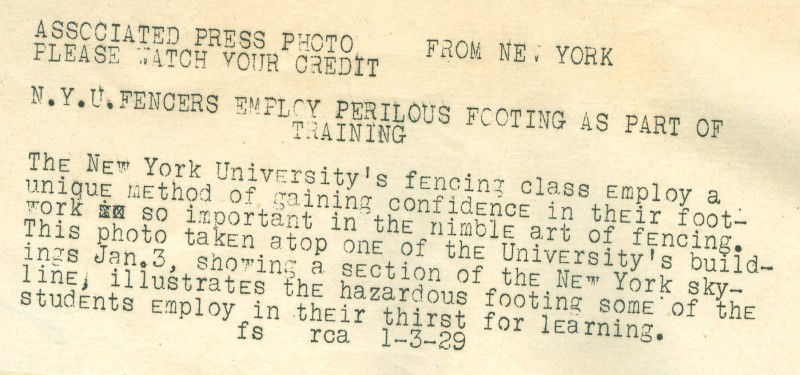 ASSOCIATED PRESS PHOTO FROM NEW YORK
PLEASE WATCH YOUR CREDIT
N.Y.U. FENCERS EMPLOY PERILOUS FOOTING AS PART OF
TRAINING
The New York University's fencing class employ a
unique method of gaining confidence in their foot-
work so important in the nimble art of fencing.
This photo taken atop one of the University's build-
ings Jan.3, showing a section of the New York sky-
line, illustrates the hazardous footing some of the
students employ in their thirst for learning.
fs rca 1-3-29